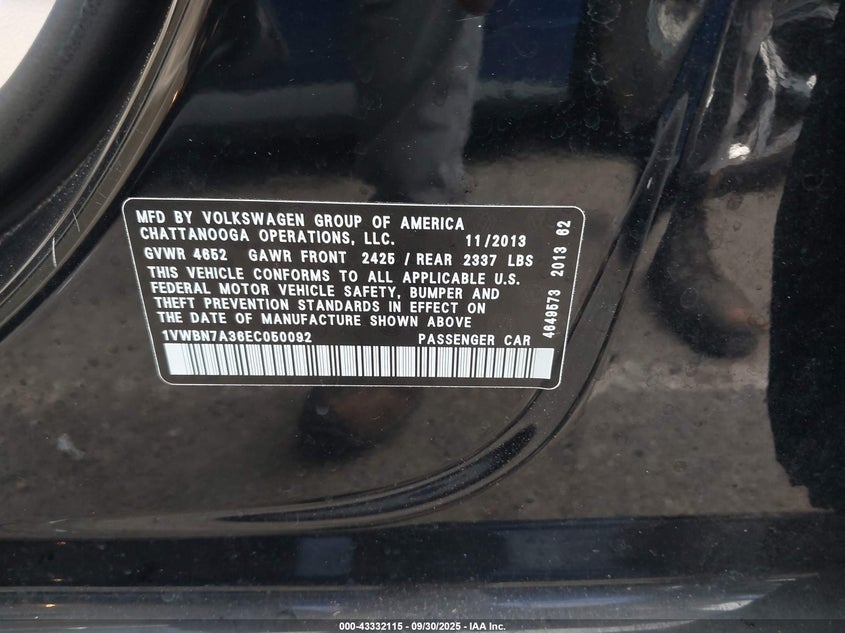 MFD BY VOLKSWAGEN GROUP OF AMERICA
CHATTANOOGA OPERATIONS, LLC. 11/2013
GVWR 4652 GAWR FRONT 2425 / REAR 2337 LBS
THIS VEHICLE CONFORMS TO ALL APPLICABLE U.S.
FEDERAL MOTOR VEHICLE SAFETY, BUMPER AND
THEFT PREVENTION STANDARDS IN EFFECT ON
THE DATE OF MANUFACTURE SHOWN ABOVE
1VWBN7A36EC050092 PASSENGER CAR
4649573 2013 62
000-43332115 - 09/30/2025 - IAA Inc.